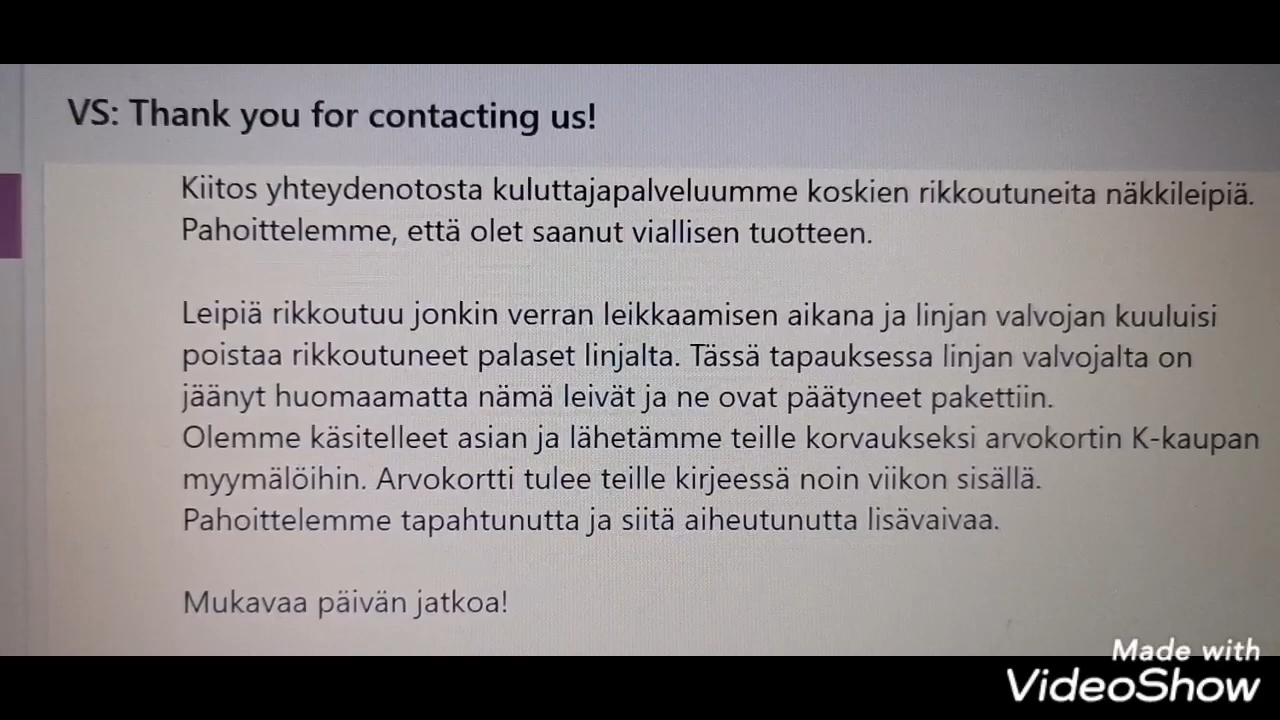 VS: Thank you for contacting us!
Kiitos yhteydenotosta kuluttajapalveluumme koskien rikkoutuneita näkkileipiä.
Pahoittelemme, että olet saanut viallisen tuotteen.
Leipiä rikkoutuu jonkin verran leikkaamisen aikana ja linjan valvojan kuuluisi
poistaa rikkoutuneet palaset linjalta. Tässä tapauksessa linjan valvojalta on
jäänyt huomaamatta nämä leivät ja ne ovat päätyneet pakettiin.
Olemme käsitelleet asian ja lähetämme teille korvaukseksi arvokortin K-kaupan
myymälöihin. Arvokortti tulee teille kirjeessä noin viikon sisällä.
Pahoittelemme tapahtunutta ja siitä aiheutunutta lisävaivaa.
Mukavaa päivän jatkoa!
Made with
VideoShow